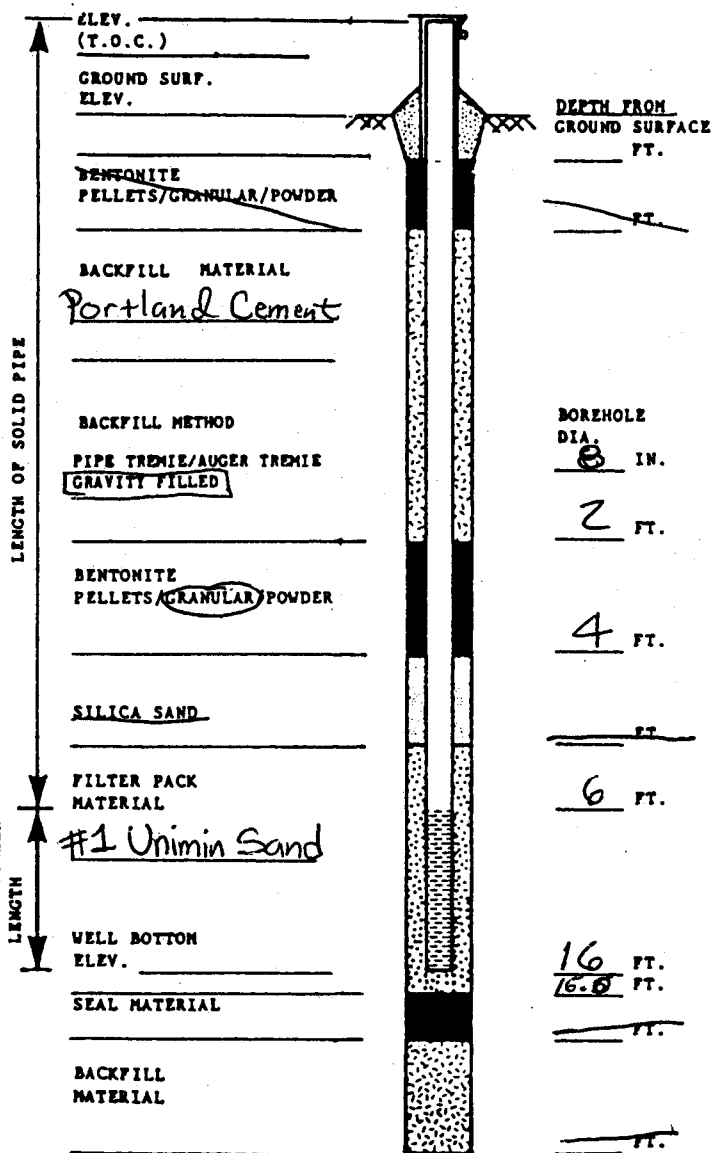 ELEV.
(T.O.C.)
GROUND SURF.
ELEV.
DEPTH FROM
GROUND SURFACE
FT.
BENTONITE
PELLETS/GRANULAR/POWDER
FT.
BACKFILL MATERIAL
Portland Cement
LENGTH OF SOLID PIPE
BACKFILL METHOD
BOREHOLE
DIA.
PIPE TREMIE/AUGER TREMIE
8 IN.
GRAVITY FILLED
2 FT.
BENTONITE
PELLETS/GRANULAR/POWDER
4 FT.
SILICA SAND
FT
FILTER PACK
MATERIAL
6 FT.
#1 Unimin Sand
LENGTH
WELL BOTTOM
ELEV.
16 FT.
16.5 FT.
SEAL MATERIAL
FT.
BACKFILL
MATERIAL
FT.